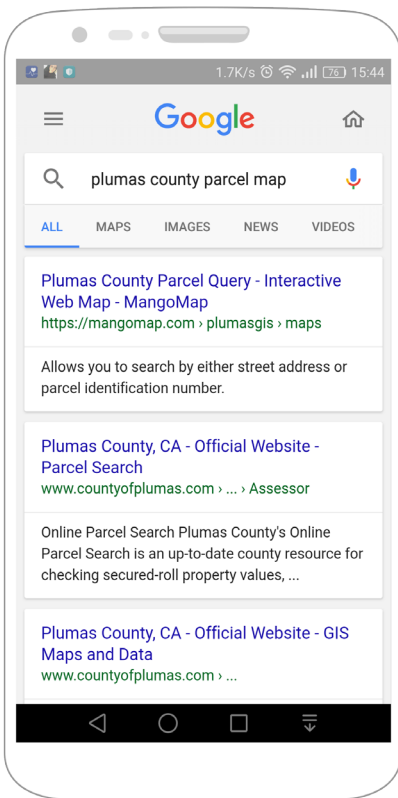 1.7K/s 76 15:44
Google
plumas county parcel map
ALL MAPS IMAGES NEWS VIDEOS
Plumas County Parcel Query - Interactive
Web Map - MangoMap
https://mangomap.com › plumasgis › maps
Allows you to search by either street address or
parcel identification number.
Plumas County, CA - Official Website -
Parcel Search
www.countyofplumas.com › ... › Assessor
Online Parcel Search Plumas County's Online
Parcel Search is an up-to-date county resource for
checking secured-roll property values, ...
Plumas County, CA - Official Website - GIS
Maps and Data
www.countyofplumas.com › ...